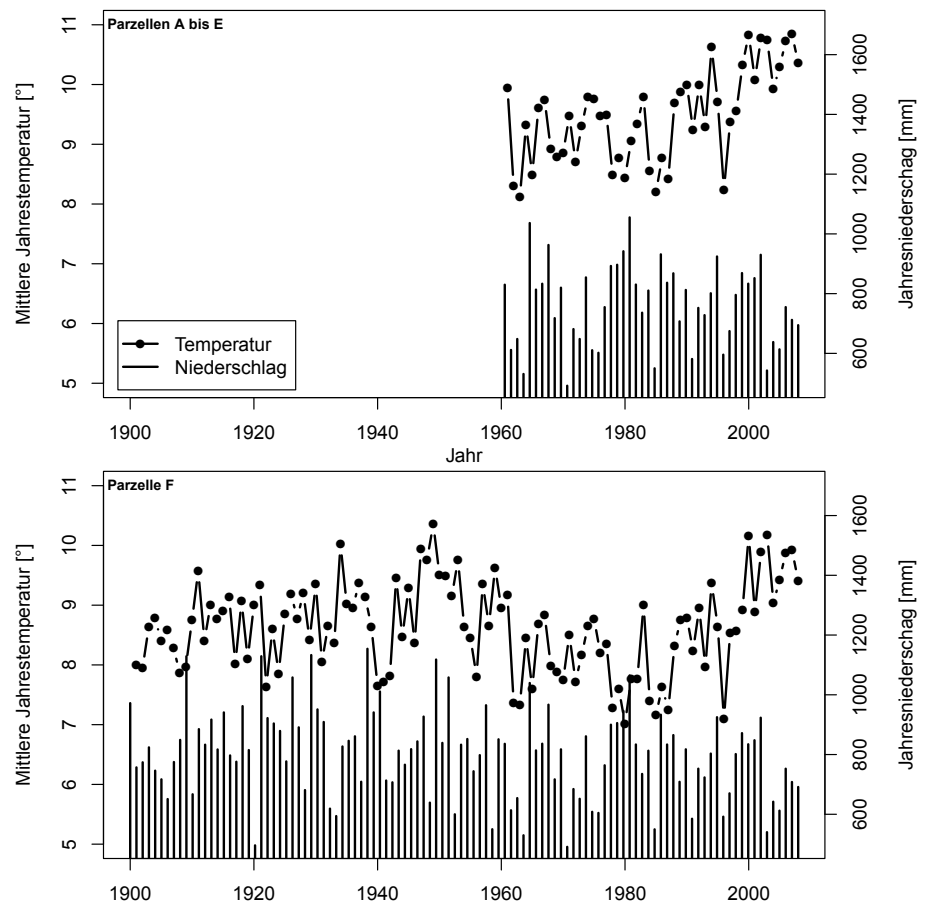 Parzellen A bis E
Mittlere Jahrestemperatur [°]
11
10
9
8
7
6
5
Temperatur
Niederschlag
1600
1400
1200
1000
800
600
Jahresniederschag [mm]
1900 1920 1940 1960 1980 2000
Jahr
Parzelle F
Mittlere Jahrestemperatur [°]
11
10
9
8
7
6
5
1600
1400
1200
1000
800
600
Jahresniederschag [mm]
1900 1920 1940 1960 1980 2000